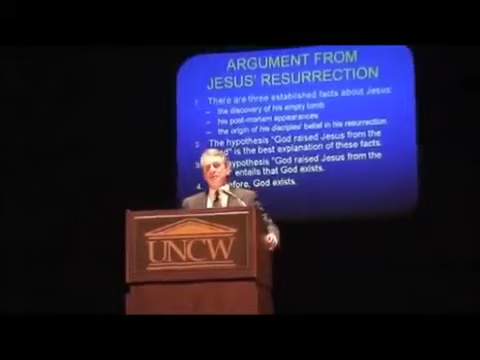 ARGUMENT FROM
JESUS' RESURRECTION
1. There are three established facts about Jesus:
– the discovery of his empty tomb
– his post-mortem appearances
– the origin of his disciples' belief in his resurrection
2. The hypothesis "God raised Jesus from the
" is the best explanation of these facts.
hypothesis "God raised Jesus from the
entails that God exists.
4. God exists.
UNCW